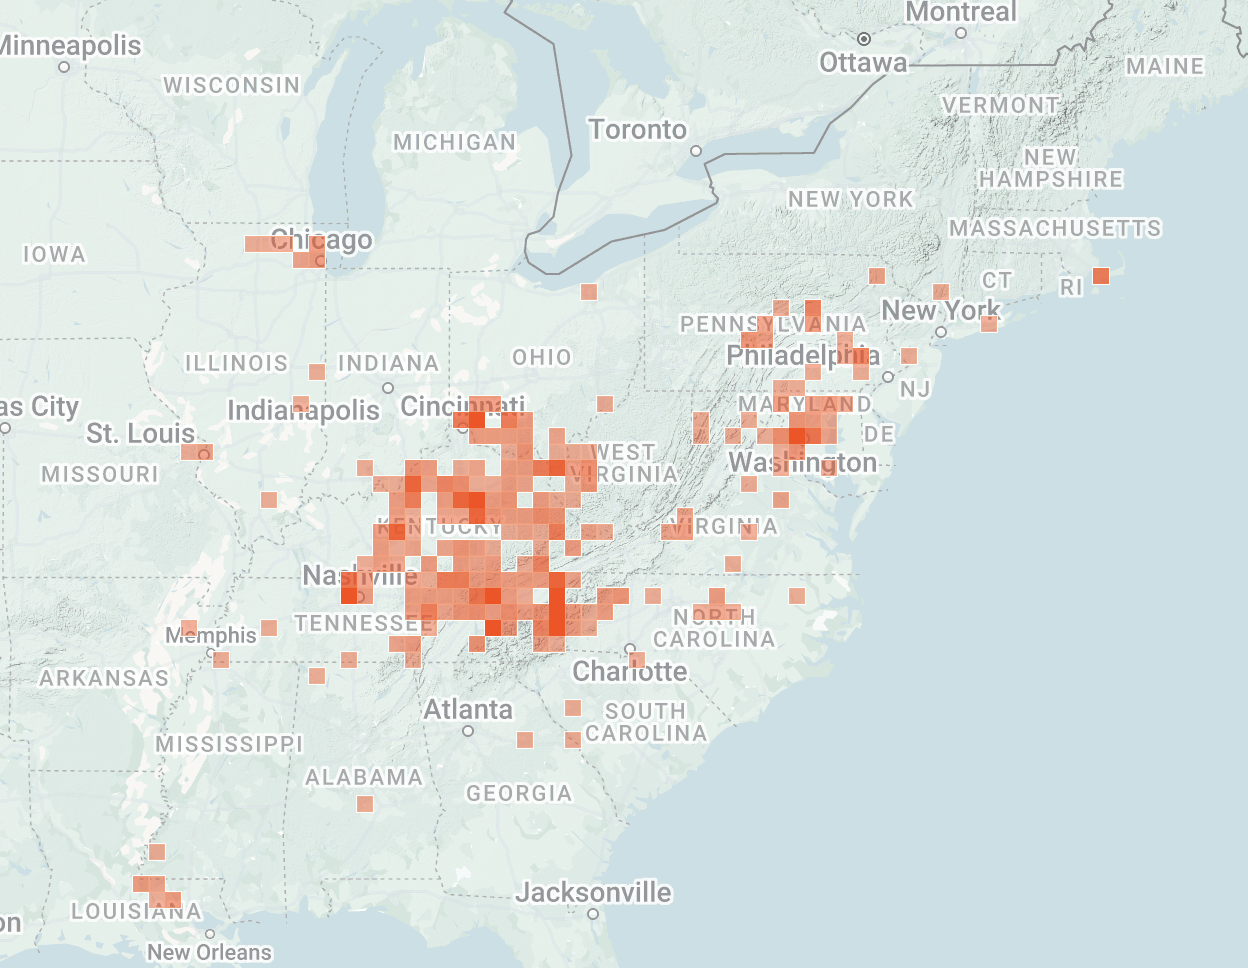 Montreal
Minneapolis
Ottawa
MAINE
WISCONSIN
VERMONT
MICHIGAN
Toronto
NEW
HAMPSHIRE
NEW YORK
MASSACHUSETTS
Chicago
IOWA
CT
RI
New York
PENNSYLVANIA
ILLINOIS
INDIANA
OHIO
Philadelphia
NJ
as City
Indianapolis
Cincinnati
MARYLAND
St. Louis
DE
WEST
VIRGINIA
Washington
MISSOURI
KENTUCKY
VIRGINIA
Nashville
TENNESSEE
NORTH
CAROLINA
Memphis
ARKANSAS
Charlotte
Atlanta
SOUTH
CAROLINA
MISSISSIPPI
ALABAMA
GEORGIA
Jacksonville
LOUISIANA
on
New Orleans